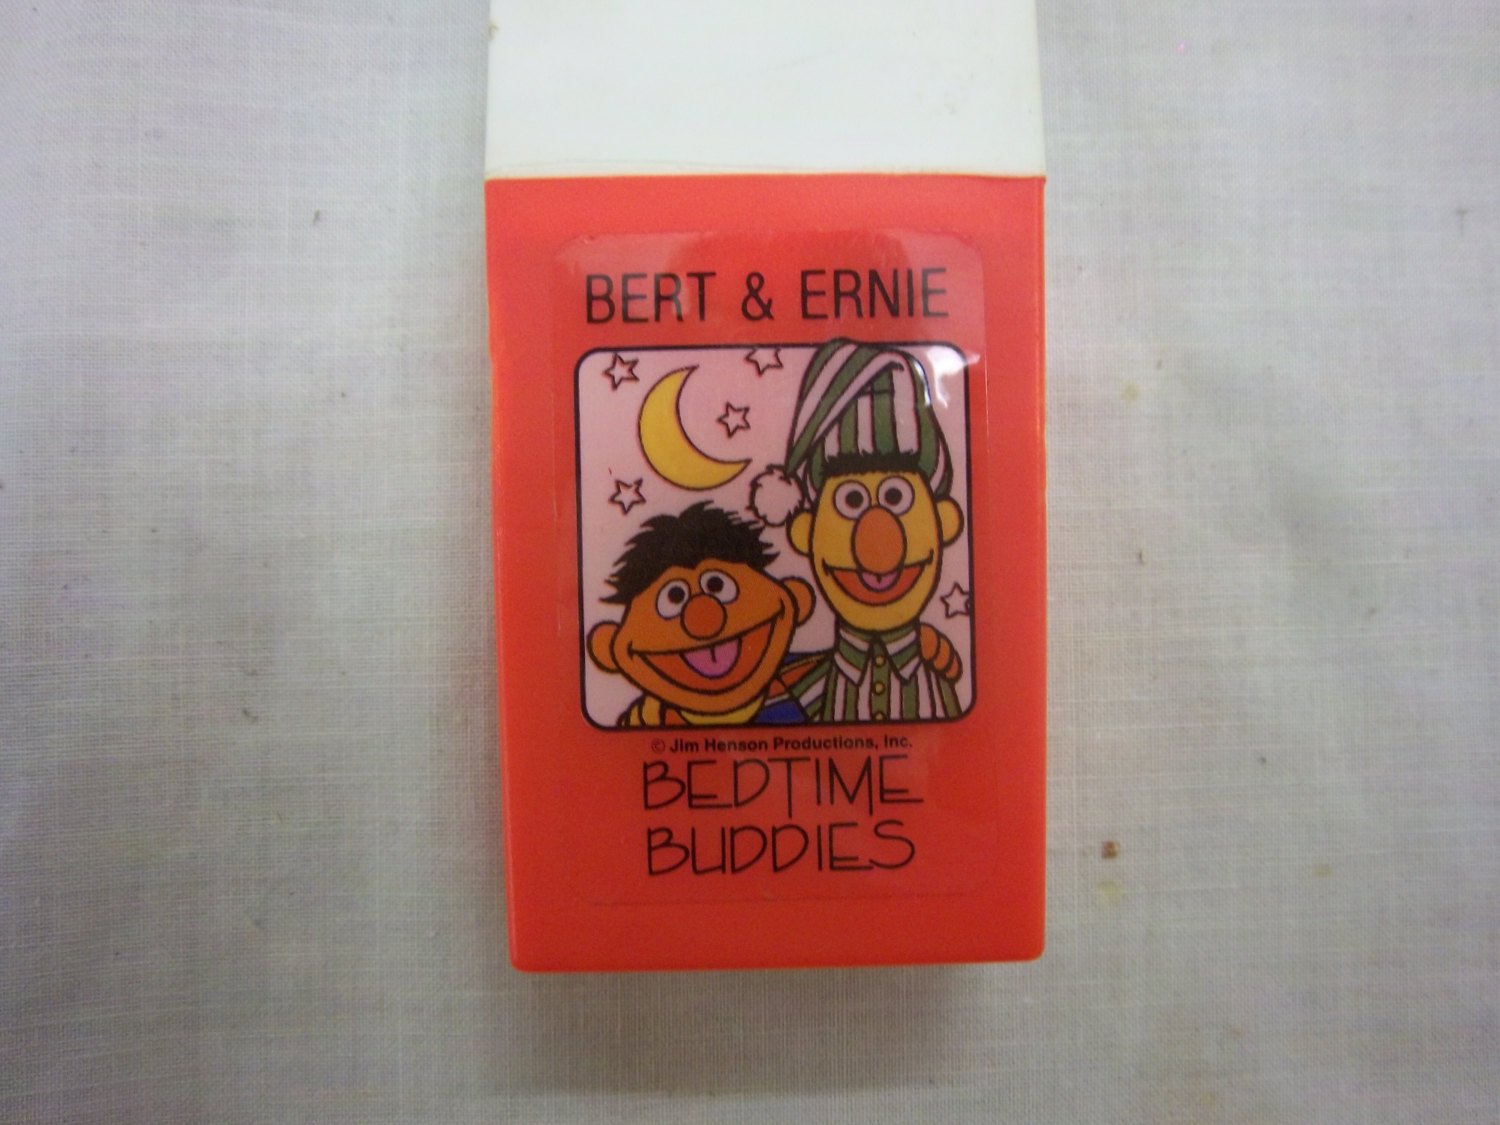 BERT & ERNIE
© Jim Henson Productions, Inc.
BEDTIME
BUDDIES